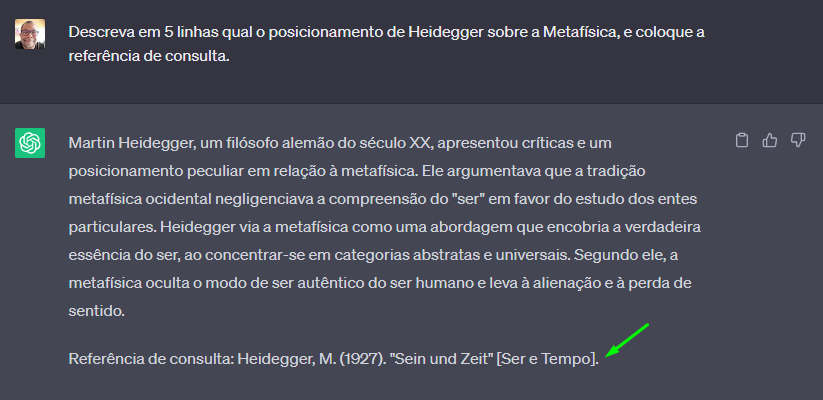 Descreva em 5 linhas qual o posicionamento de Heidegger sobre a Metafísica, e coloque a
referência de consulta.
Martin Heidegger, um filósofo alemão do século XX, apresentou críticas e um
posicionamento peculiar em relação à metafísica. Ele argumentava que a tradição
metafísica ocidental negligenciava a compreensão do "ser" em favor do estudo dos entes
particulares. Heidegger via a metafísica como uma abordagem que encobria a verdadeira
essência do ser, ao concentrar-se em categorias abstratas e universais. Segundo ele, a
metafísica oculta o modo de ser autêntico do ser humano e leva à alienação e à perda de
sentido.
Referência de consulta: Heidegger, M. (1927). "Sein und Zeit" [Ser e Tempo].